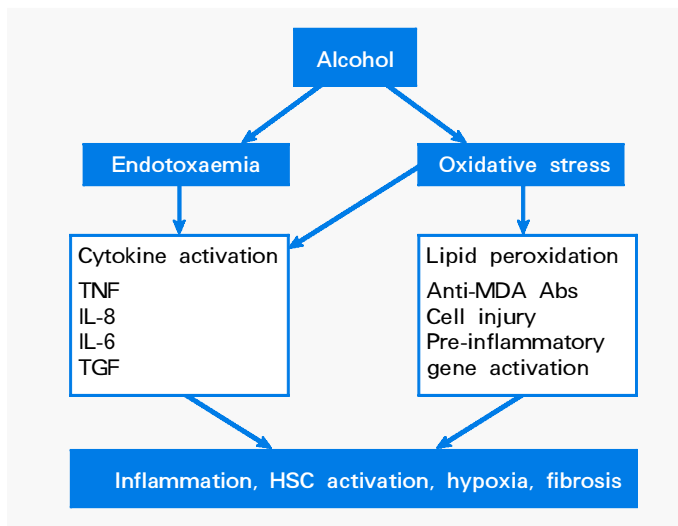 Alcohol
Endotoxaemia
Oxidative stress
Cytokine activation
TNF
IL-8
IL-6
TGF
Lipid peroxidation
Anti-MDA Abs
Cell injury
Pre-inflammatory
gene activation
Inflammation, HSC activation, hypoxia, fibrosis